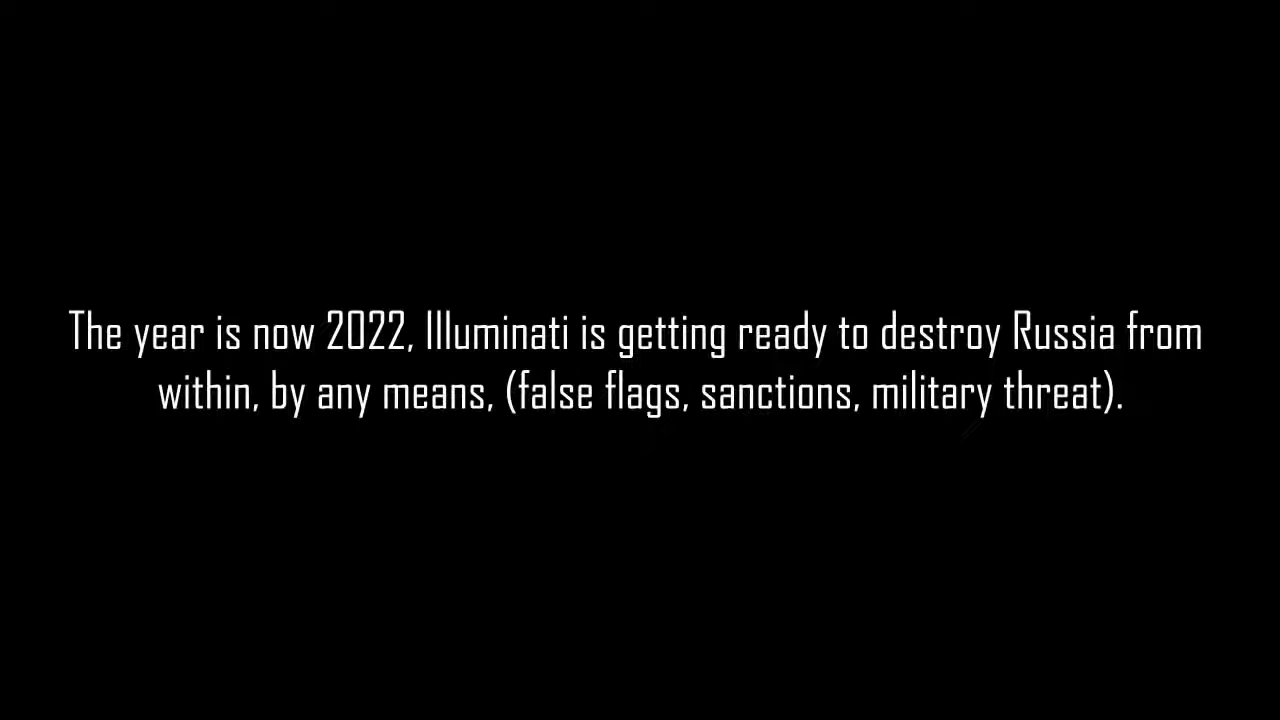 The year is now 2022, Illuminati is getting ready to destroy Russia from
within, by any means, (false flags, sanctions, military threat).